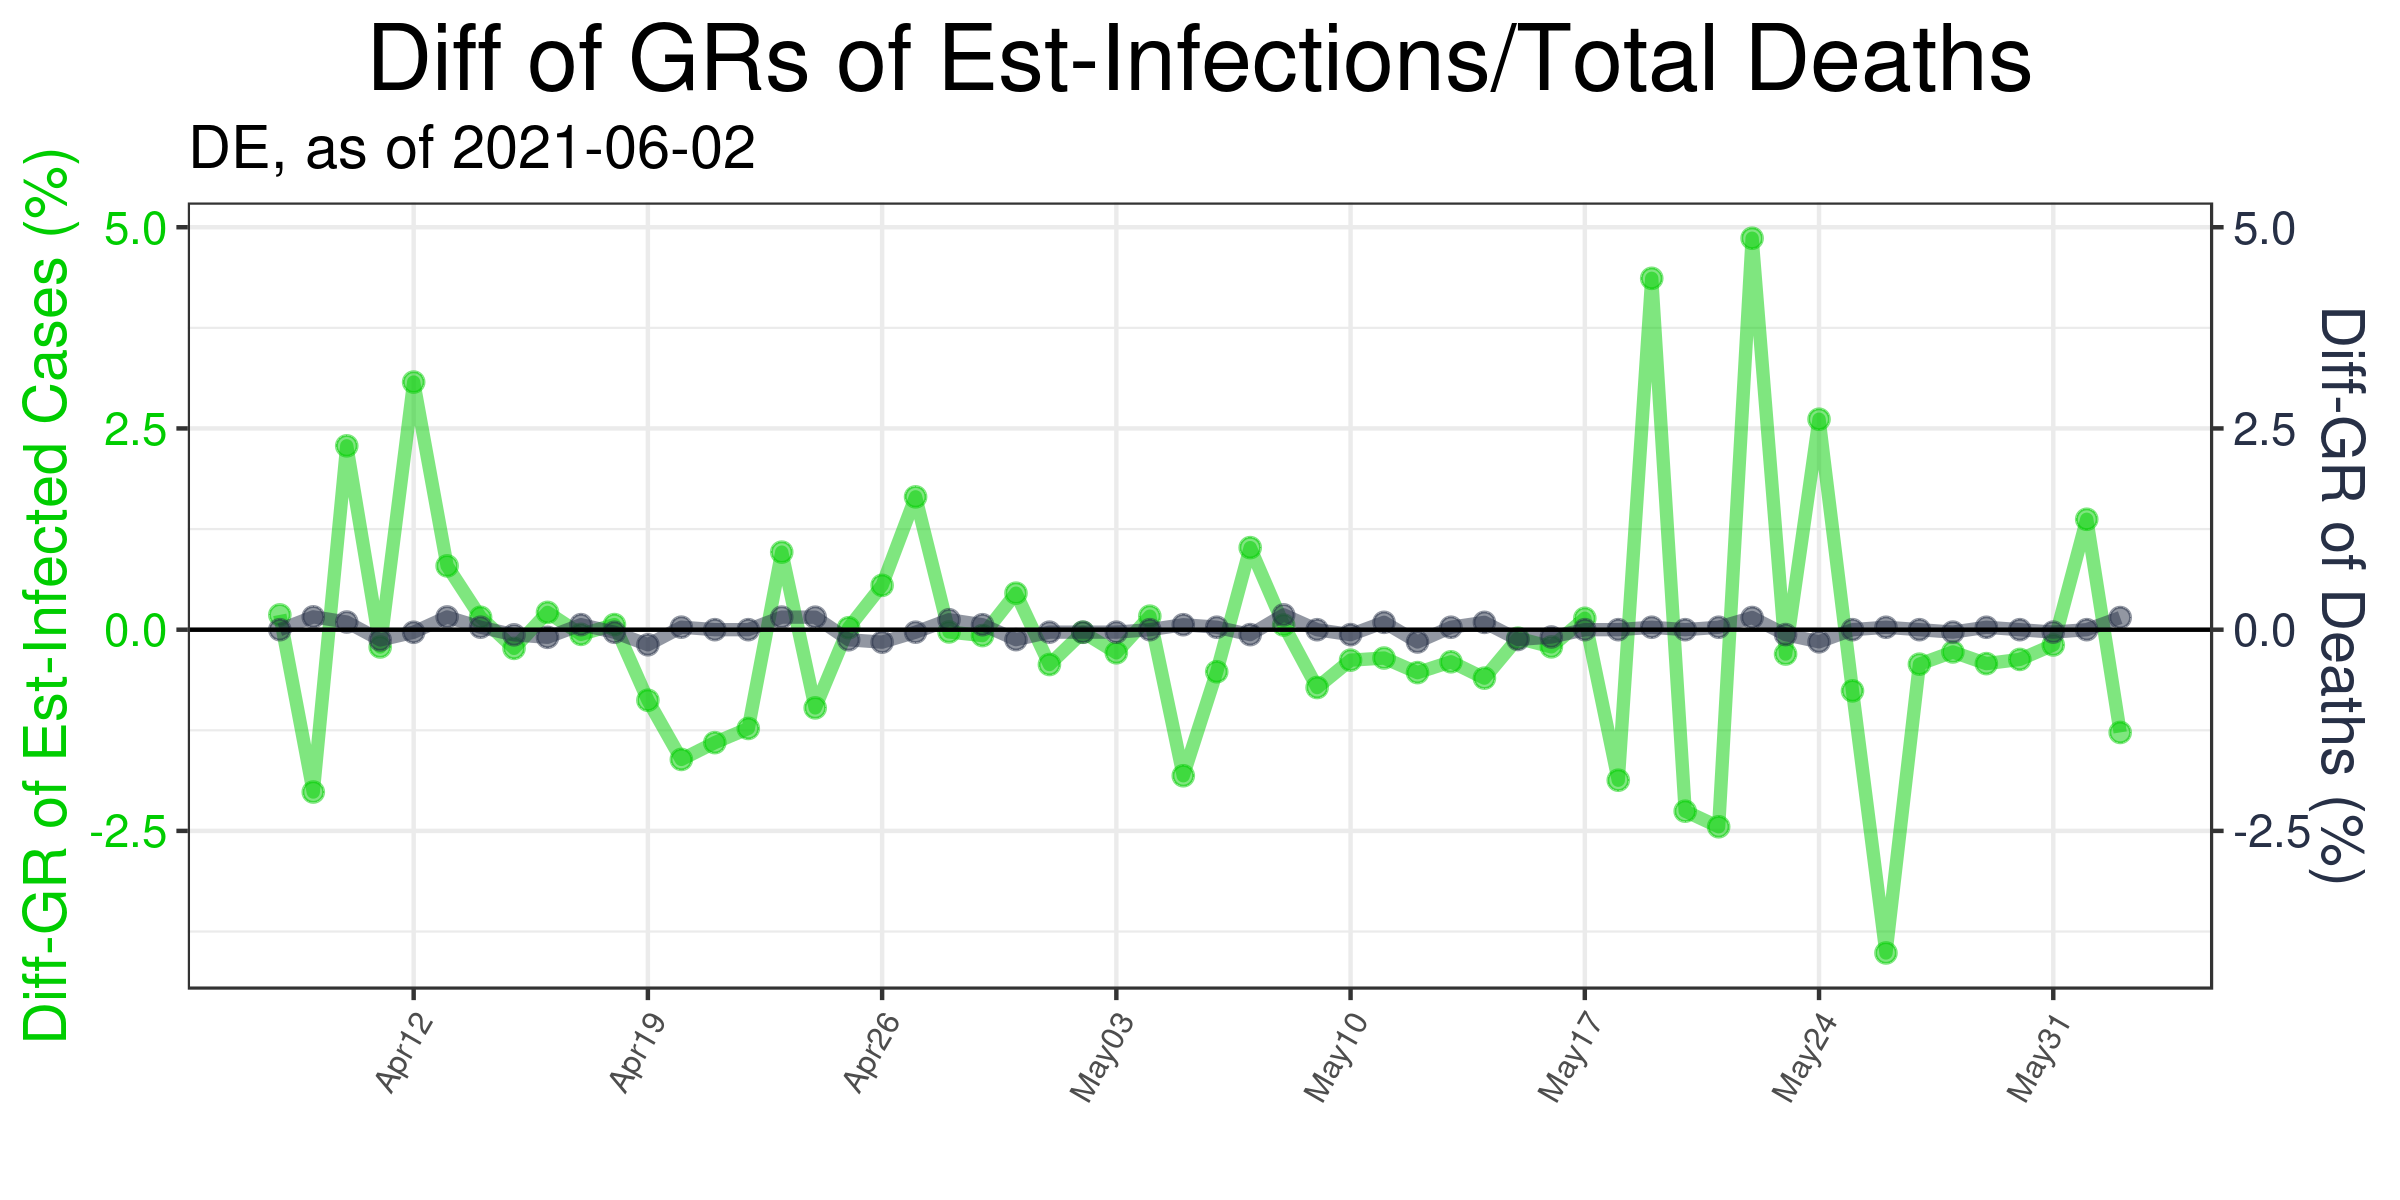 Diff of GRs of Est-Infections/Total Deaths
DE, as of 2021-06-02
Diff-GR of Est-Infected Cases (%)
5.0
2.5
0.0
-2.5
5.0
2.5
0.0
-2.5
Diff-GR of Deaths (%)
Apr12
Apr19
Apr26
May03
May10
May17
May24
May31